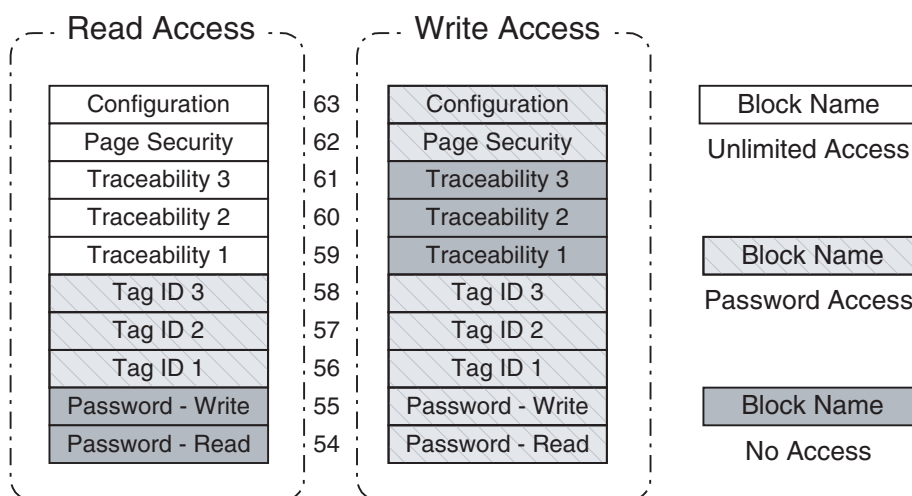 Read Access
Write Access
Configuration 63 Configuration
Page Security 62 Page Security
Traceability 3 61 Traceability 3
Traceability 2 60 Traceability 2
Traceability 1 59 Traceability 1
Tag ID 3 58 Tag ID 3
Tag ID 2 57 Tag ID 2
Tag ID 1 56 Tag ID 1
Password - Write 55 Password - Write
Password - Read 54 Password - Read
Block Name
Unlimited Access
Block Name
Password Access
Block Name
No Access